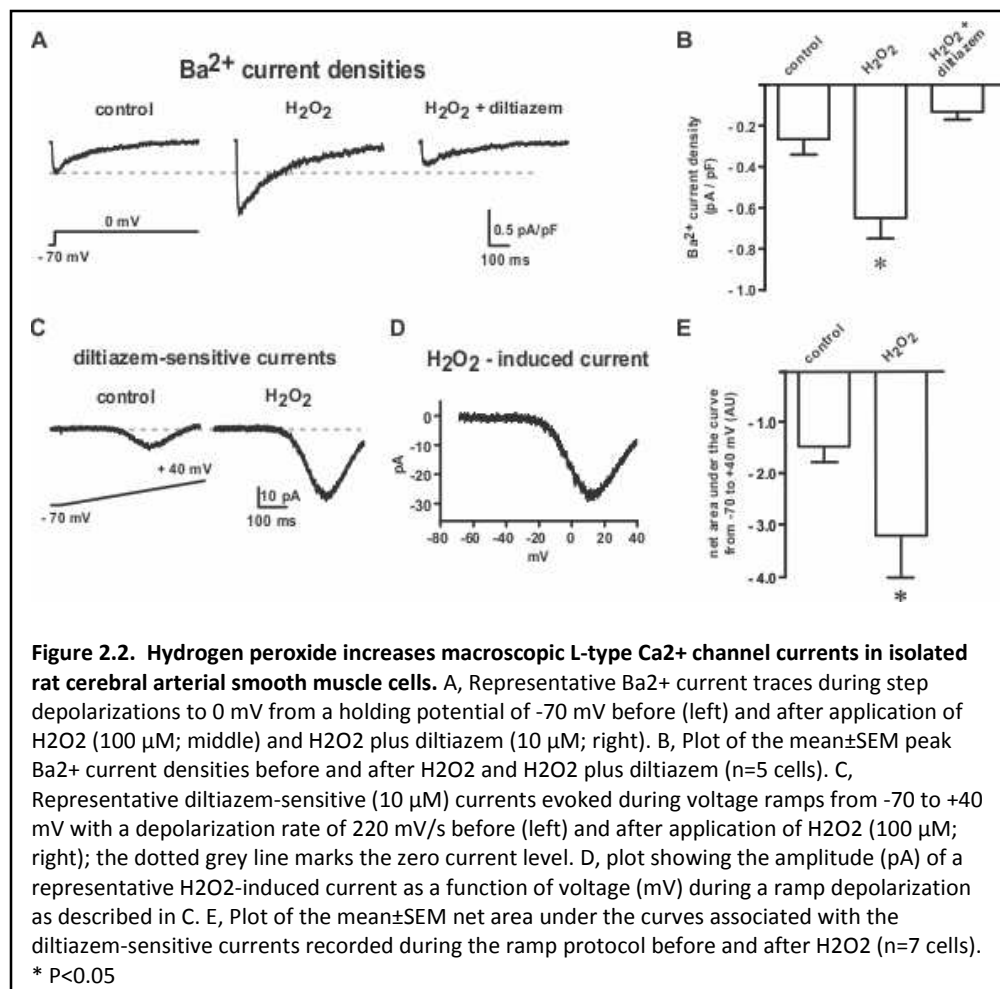 A
Ba2+ current densities
control
H2O2
H2O2 + diltiazem
0 mV
- 70 mV
0.5 pA/pF
100 ms
B
control
H2O2
H2O2 +
diltiazem
- 0.2
- 0.4
- 0.6
- 0.8
- 1.0
Ba2+ current density
(pA / pF)
*
C
diltiazem-sensitive currents
control
H2O2
+ 40 mV
- 70 mV
10 pA
100 ms
D
H2O2 - induced current
0
-10
-20
-30
pA
-80 -60 -40 -20 0 20 40
mV
E
control
H2O2
- 1.0
- 2.0
- 3.0
- 4.0
net area under the curve
from -70 to +40 mV (AU)
*
Figure 2.2. Hydrogen peroxide increases macroscopic L-type Ca2+ channel currents in isolated
rat cerebral arterial smooth muscle cells. A, Representative Ba2+ current traces during step
depolarizations to 0 mV from a holding potential of -70 mV before (left) and after application of
H2O2 (100 µM; middle) and H2O2 plus diltiazem (10 µM; right). B, Plot of the mean±SEM peak
Ba2+ current densities before and after H2O2 and H2O2 plus diltiazem (n=5 cells). C,
Representative diltiazem-sensitive (10 µM) currents evoked during voltage ramps from -70 to +40
mV with a depolarization rate of 220 mV/s before (left) and after application of H2O2 (100 µM;
right); the dotted grey line marks the zero current level. D, plot showing the amplitude (pA) of a
representative H2O2-induced current as a function of voltage (mV) during a ramp depolarization
as described in C. E, Plot of the mean±SEM net area under the curves associated with the
diltiazem-sensitive currents recorded during the ramp protocol before and after H2O2 (n=7 cells).
* P<0.05